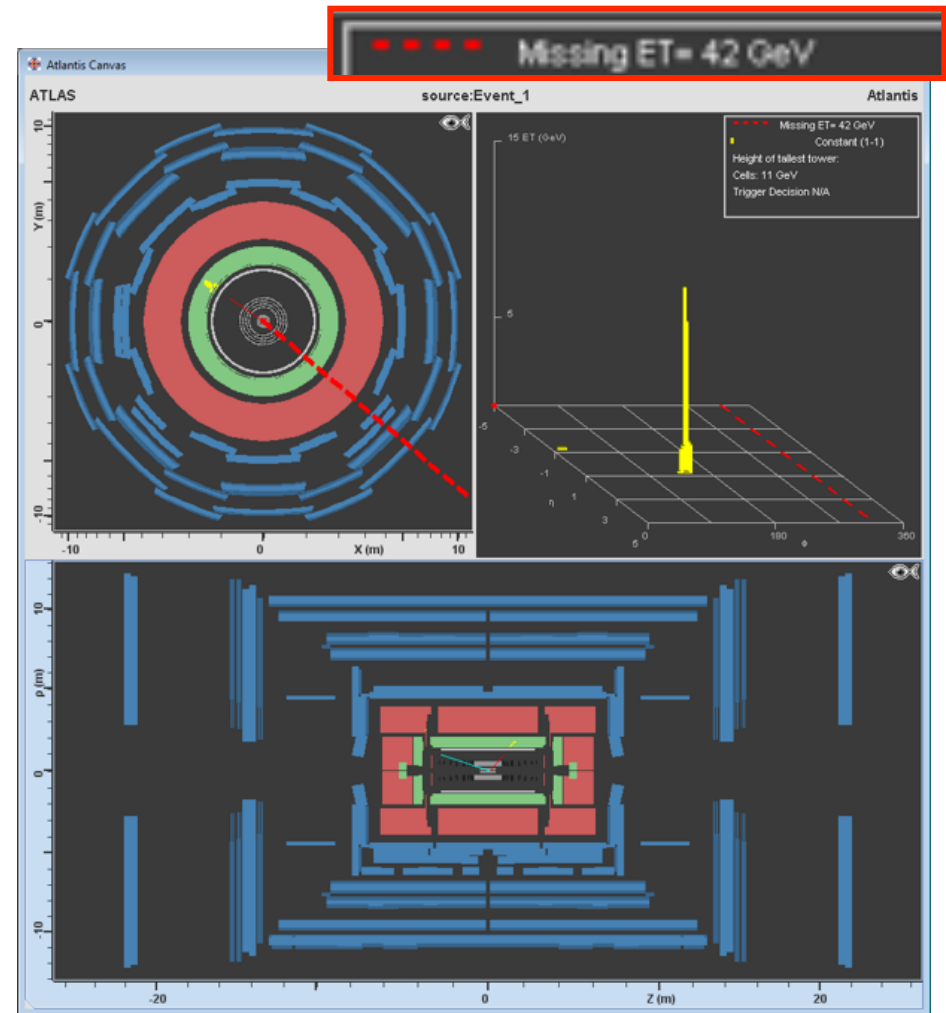 Missing ET= 42 GeV
Atlantis Canvas
ATLAS source:Event_1 Atlantis
10
Y (m)
0
-10
-10 0 X (m) 10
15 ET (GeV)
5
Missing ET= 42 GeV
Constant (1-1)
Height of tallest tower:
Cells: 11 GeV
Trigger Decision N/A
-5
-3
-1
η 1
3
5
0 180 Φ 360
10
ρ (m)
0
-10
-20 0 Z (m) 20